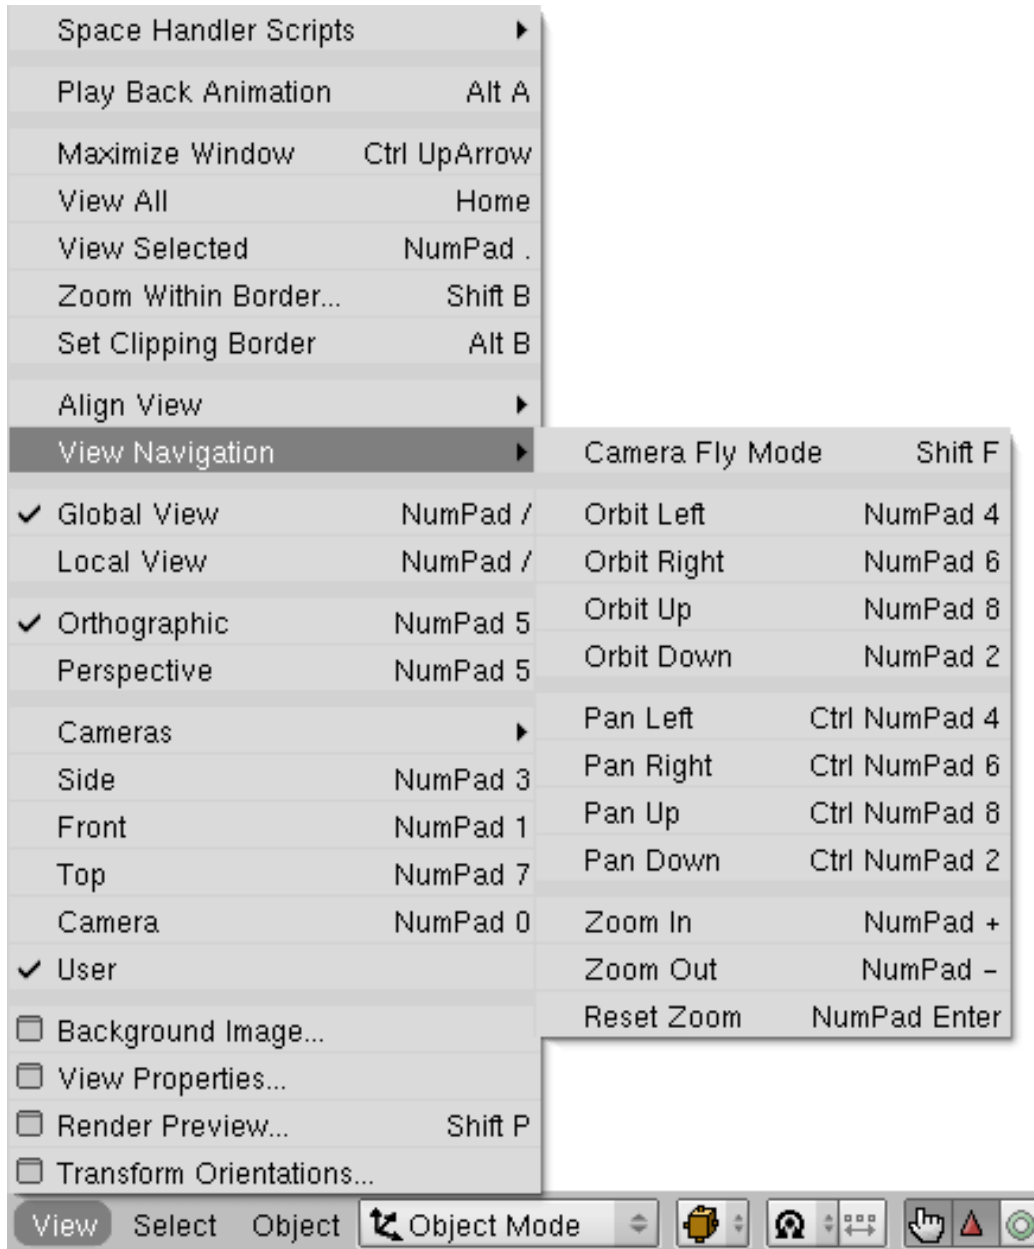 Space Handler Scripts
Play Back Animation Alt A
Maximize Window Ctrl UpArrow
View All Home
View Selected NumPad .
Zoom Within Border... Shift B
Set Clipping Border Alt B
Align View
View Navigation
Global View NumPad /
Local View NumPad /
Orthographic NumPad 5
Perspective NumPad 5
Cameras
Side NumPad 3
Front NumPad 1
Top NumPad 7
Camera NumPad 0
User
Background Image...
View Properties...
Render Preview... Shift P
Transform Orientations...
Camera Fly Mode Shift F
Orbit Left NumPad 4
Orbit Right NumPad 6
Orbit Up NumPad 8
Orbit Down NumPad 2
Pan Left Ctrl NumPad 4
Pan Right Ctrl NumPad 6
Pan Up Ctrl NumPad 8
Pan Down Ctrl NumPad 2
Zoom In NumPad +
Zoom Out NumPad –
Reset Zoom NumPad Enter
View Select Object Object Mode